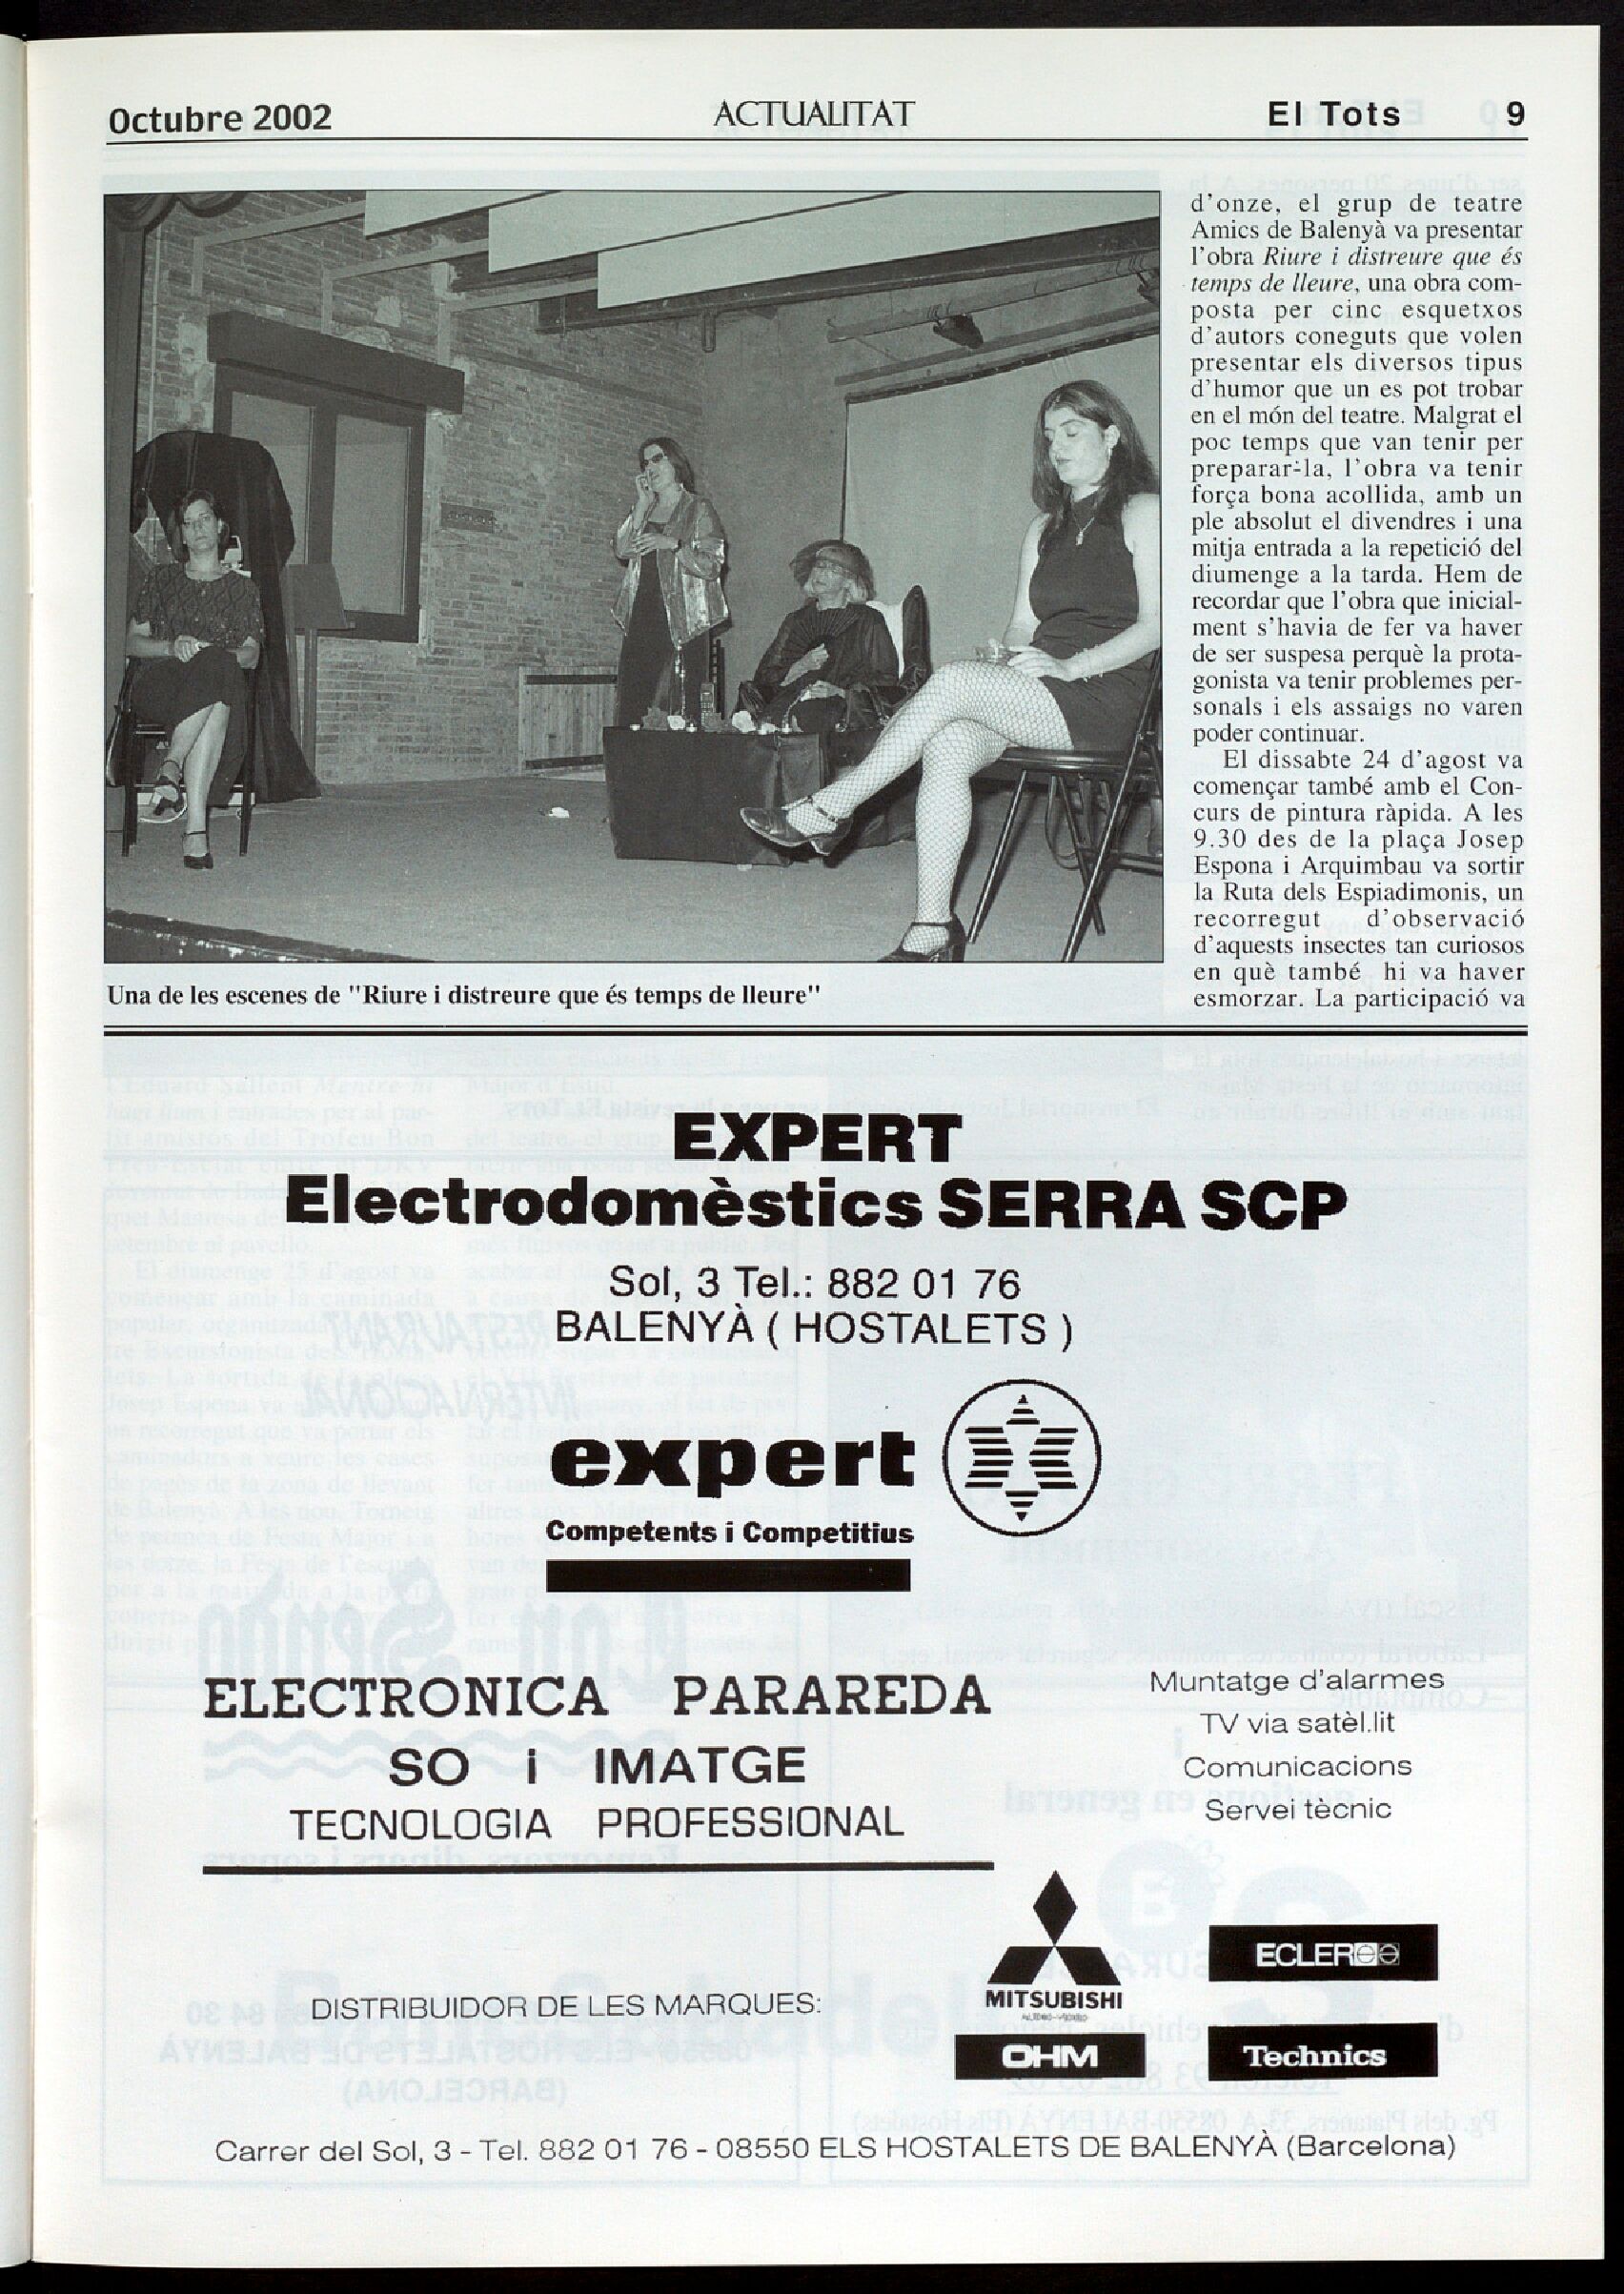 Octubre 2002 ACTUALITAT El Tots 9
d'onze, el grup de teatre
Amics de Balenyà va presentar
l'obra Riure i distreure que és
temps de lleure, una obra com-
posta per cinc esquetxos
d'autors coneguts que volen
presentar els diversos tipus
d'humor que un es pot trobar
en el món del teatre. Malgrat el
poc temps que van tenir per
preparar-la, l'obra va tenir
força bona acollida, amb un
ple absolut el divendres i una
mitja entrada a la repetició del
diumenge a la tarda. Hem de
recordar que l'obra que inicial-
ment s'havia de fer va haver
de ser suspesa perquè la prota-
gonista va tenir problemes per-
sonals i els assaigs no varen
poder continuar.
El dissabte 24 d'agost va
començar també amb el Con-
curs de pintura ràpida. A les
9.30 des de la plaça Josep
Espona i Arquimbau va sortir
la Ruta dels Espiadimonis, un
recorregut d'observació
d'aquests insectes tan curiosos
en què també hi va haver
esmorzar. La participació va
Una de les escenes de "Riure i distreure que és temps de lleure"
EXPERT
Electrodomèstics SERRA SCP
Sol, 3 Tel.: 882 01 76
BALENYÀ ( HOSTALETS )
expert
Competents i Competitius
ELECTRONICA PARAREDA
SO i IMATGE
TECNOLOGIA PROFESSIONAL
Muntatge d'alarmes
TV via satèl.lit
Comunicacions
Servei tècnic
DISTRIBUIDOR DE LES MARQUES:
MITSUBISHI
ECLER
OHM
Technics
Carrer del Sol, 3 - Tel. 882 01 76 - 08550 ELS HOSTALETS DE BALENYÀ (Barcelona)